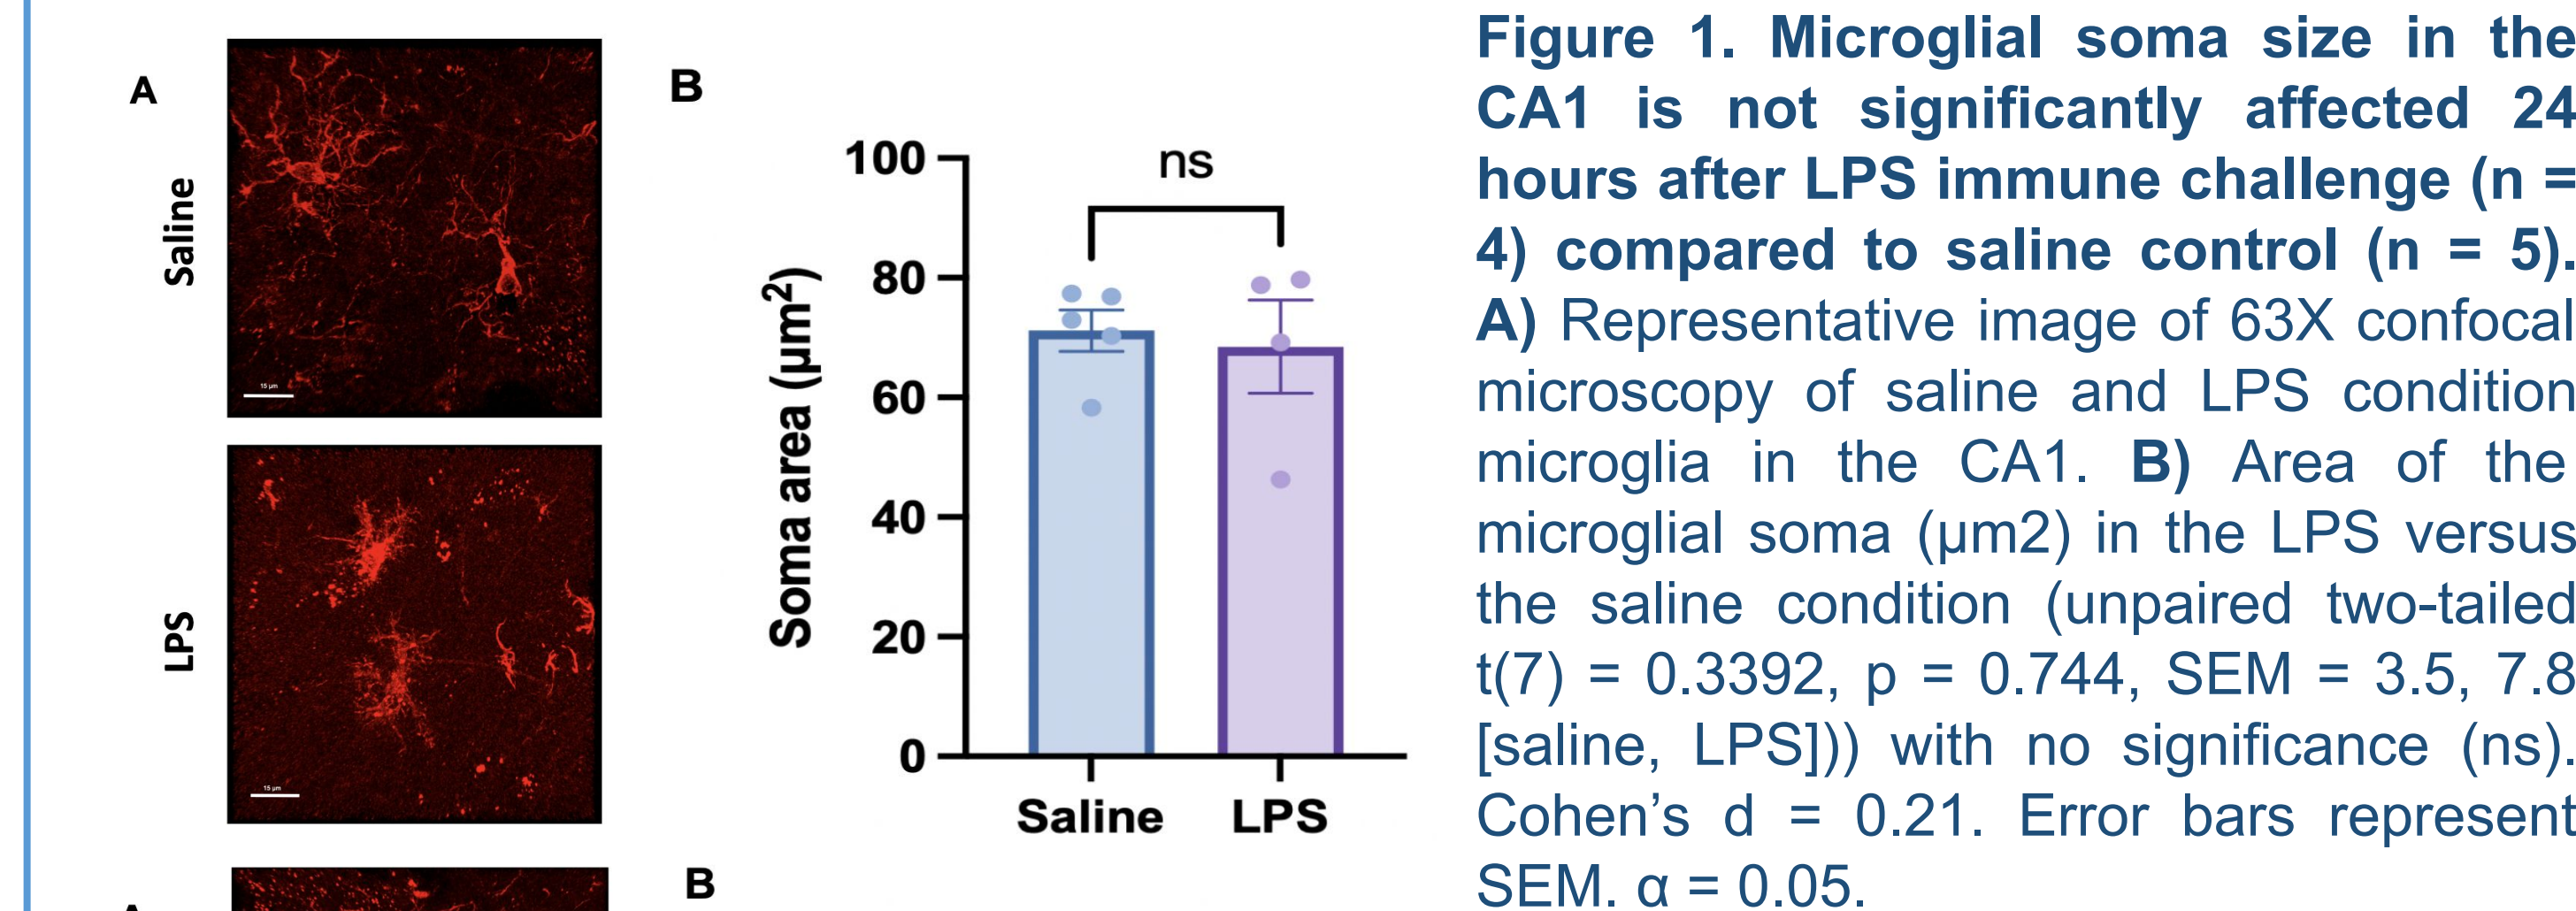 A
Saline
15 µm
LPS
15 µm
B
100
80
60
40
20
0
Soma area (µm²)
ns
Saline
LPS
Figure 1. Microglial soma size in the
CA1 is not significantly affected 24
hours after LPS immune challenge (n =
4) compared to saline control (n = 5).
A) Representative image of 63X confocal
microscopy of saline and LPS condition
microglia in the CA1. B) Area of the
microglial soma (µm2) in the LPS versus
the saline condition (unpaired two-tailed
t(7) = 0.3392, p = 0.744, SEM = 3.5, 7.8
[saline, LPS])) with no significance (ns).
Cohen’s d = 0.21. Error bars represent
SEM. α = 0.05.
B